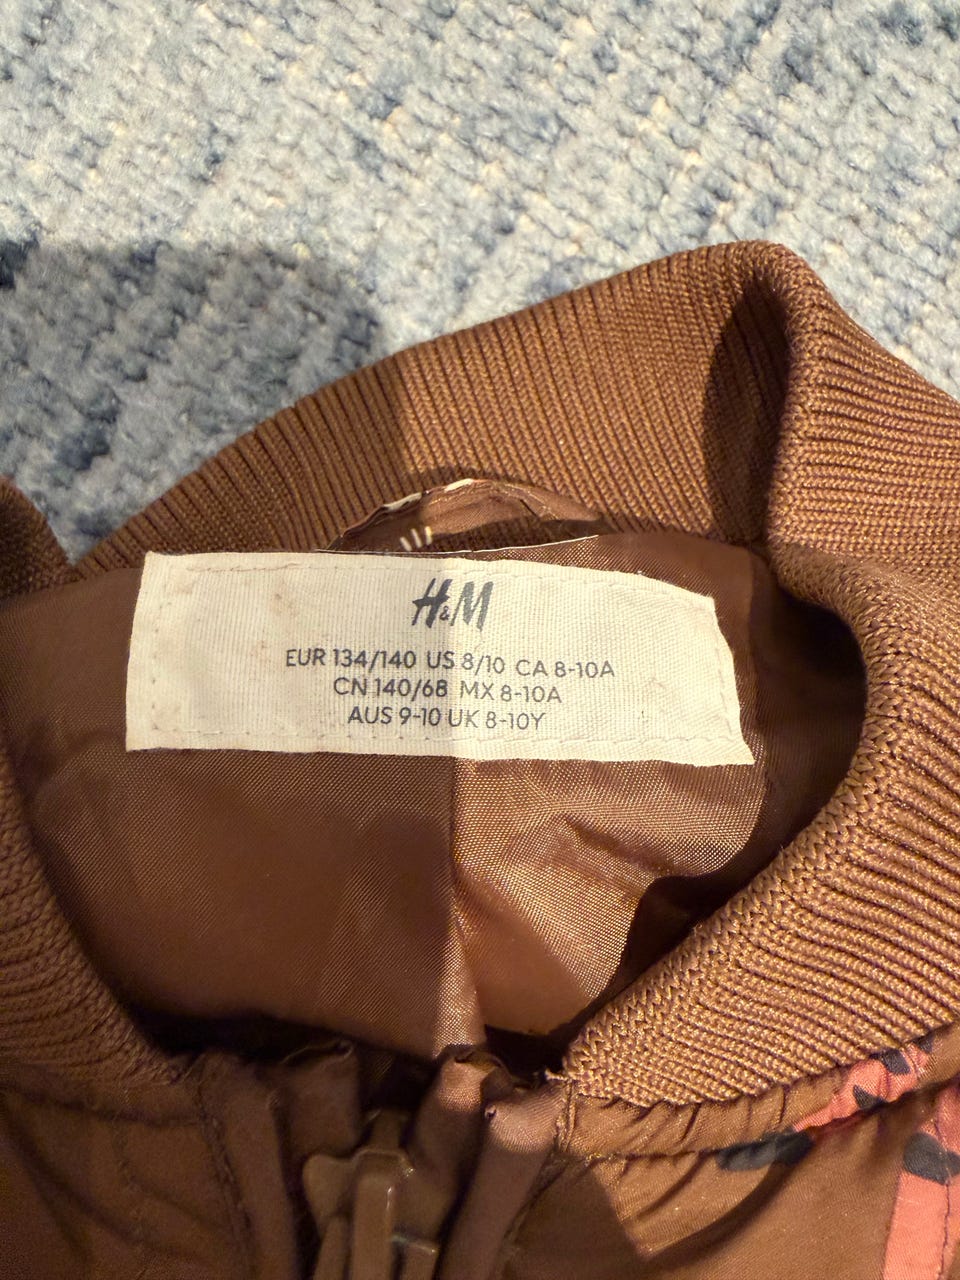 H&M
EUR 134/140 US 8/10 CA 8-10A
CN 140/68 MX 8-10A
AUS 9-10 UK 8-10Y